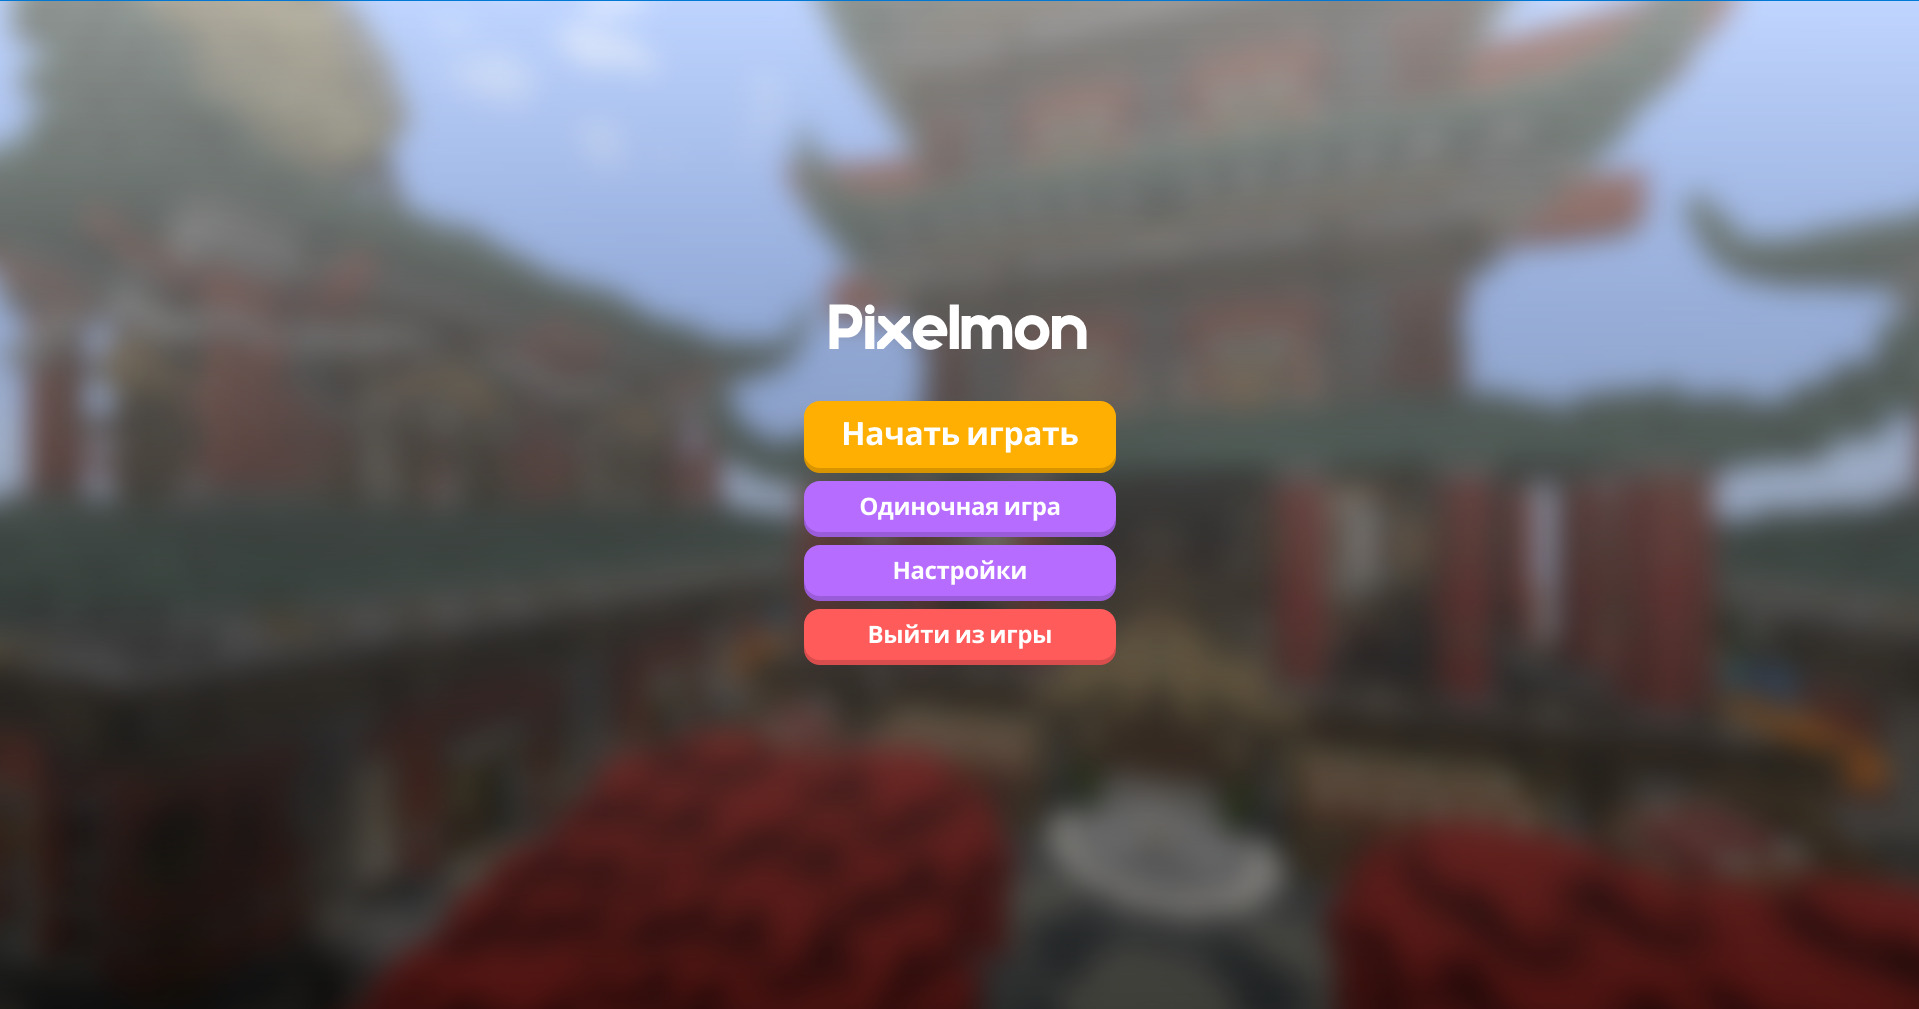 Pixelmon
Начать играть
Одиночная игра
Настройки
Выйти из игры